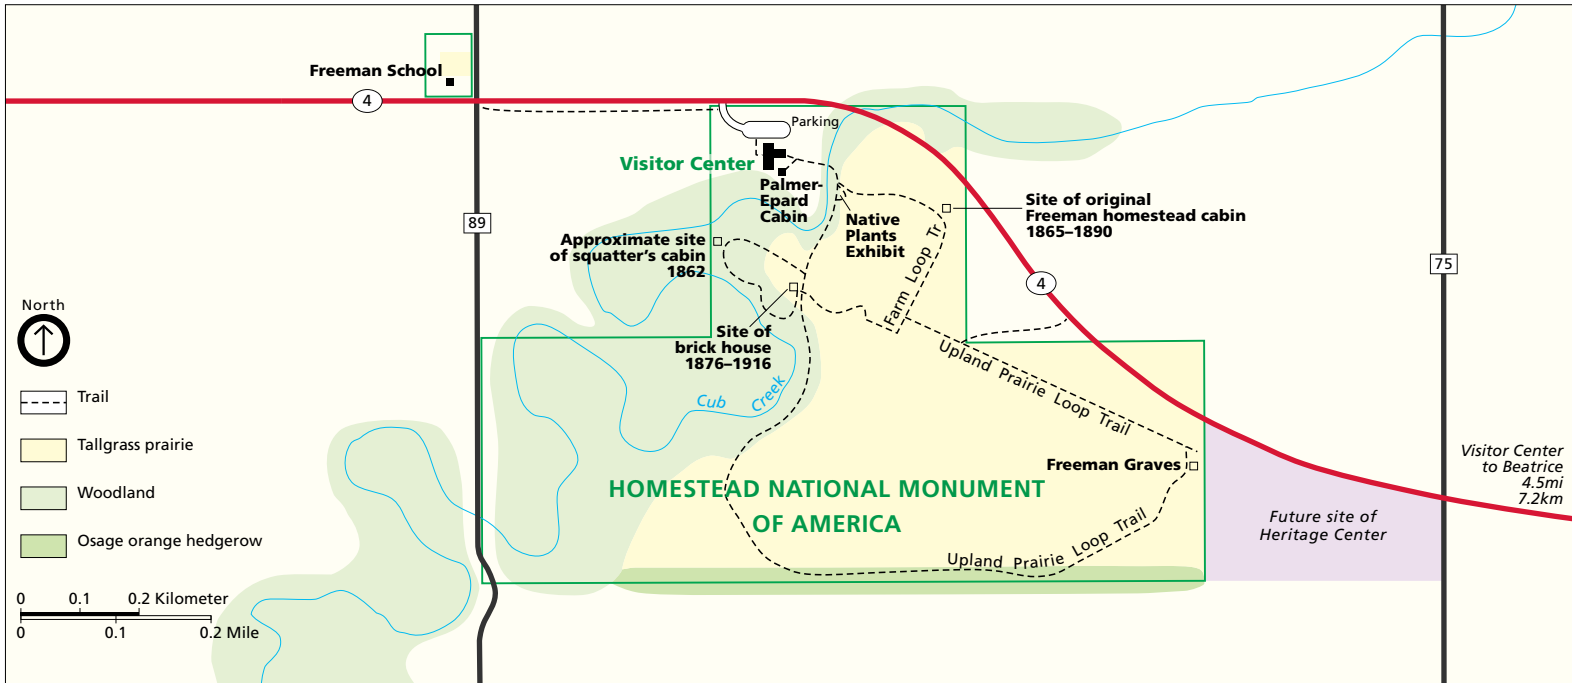 Freeman School
4
Parking
Visitor Center
Palmer-
Epard
Cabin
Native
Plants
Exhibit
Site of original
Freeman homestead cabin
1865–1890
89
Approximate site
of squatter's cabin
1862
Farm Loop Tr
4
75
North
Site of
brick house
1876–1916
Upland Prairie Loop Trail
Cub Creek
Trail
Tallgrass prairie
Woodland
Osage orange hedgerow
Freeman Graves
Visitor Center
to Beatrice
4.5mi
7.2km
HOMESTEAD NATIONAL MONUMENT
OF AMERICA
Future site of
Heritage Center
Upland Prairie Loop Trail
0 0.1 0.2 Kilometer
0 0.1 0.2 Mile